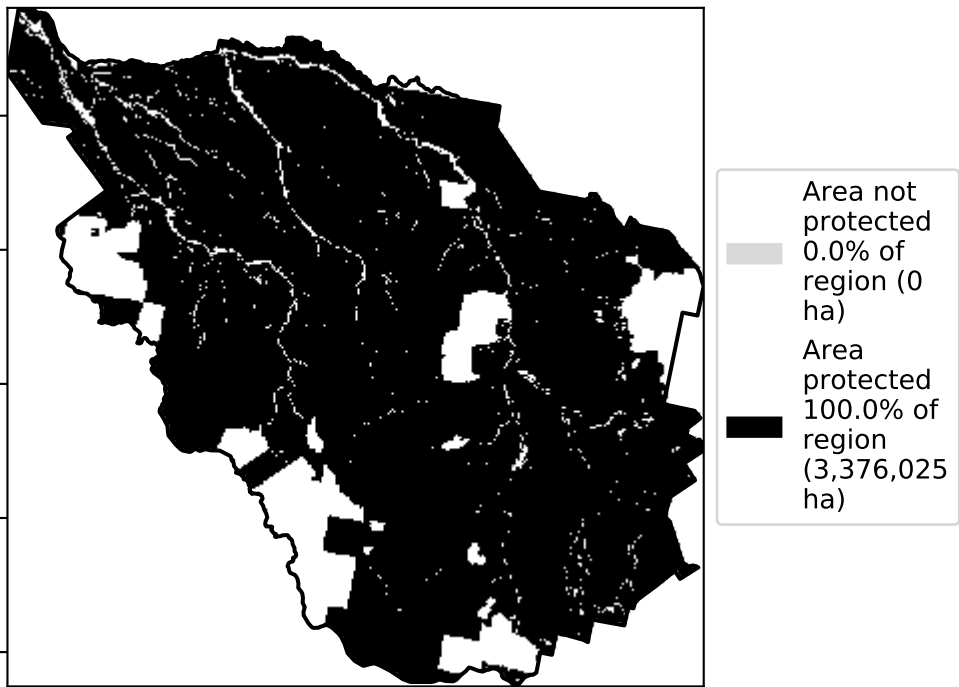 Area not
protected
0.0% of
region (0
ha)
Area
protected
100.0% of
region
(3,376,025
ha)